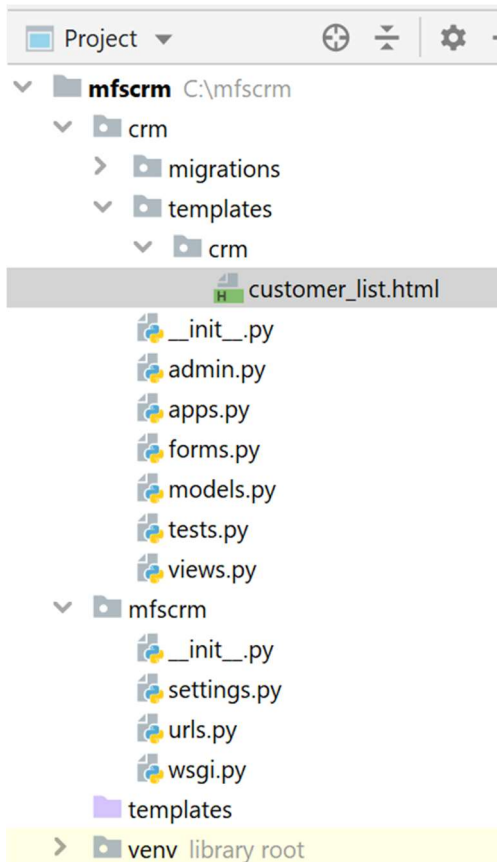 Project
mfscrm C:\mfscrm
crm
migrations
templates
crm
H customer_list.html
__init__.py
admin.py
apps.py
forms.py
models.py
tests.py
views.py
mfscrm
__init__.py
settings.py
urls.py
wsgi.py
templates
venv library root